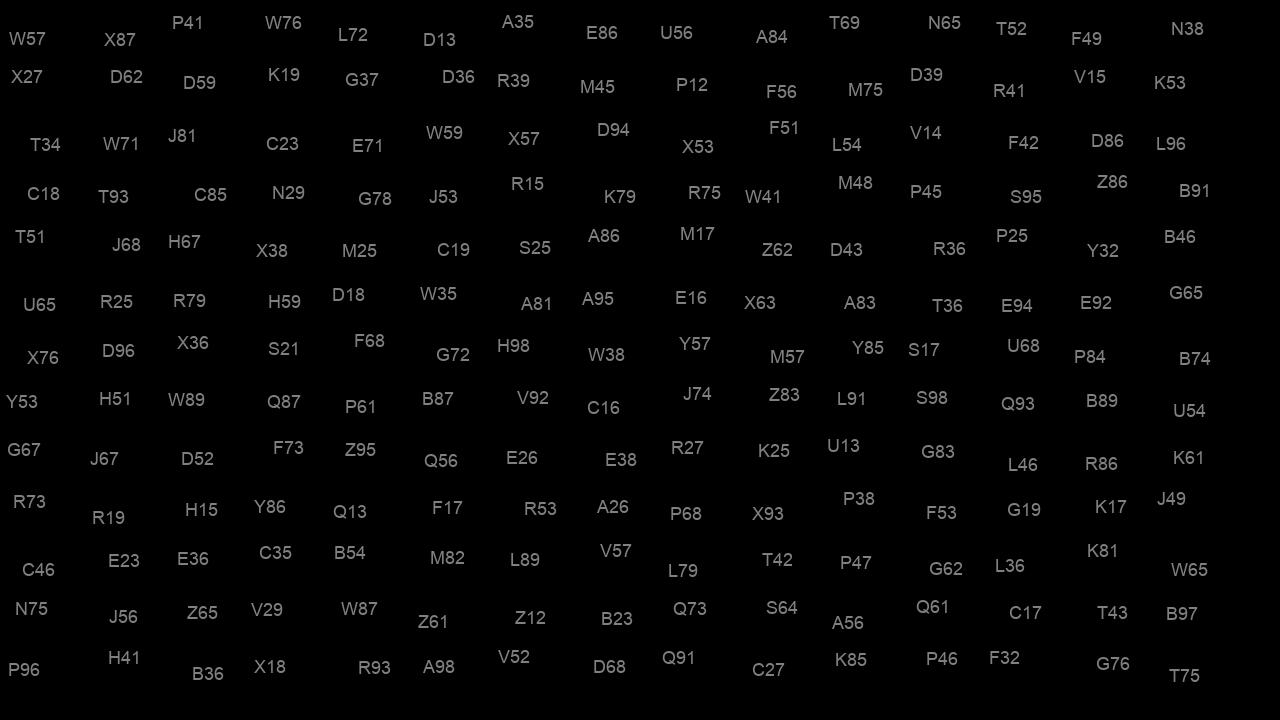 W57 X87 P41 W76 L72 D13 A35 E86 U56 A84 T69 N65 T52 F49 N38
X27 D62 D59 K19 G37 D36 R39 M45 P12 F56 M75 D39 R41 V15 K53
T34 W71 J81 C23 E71 W59 X57 D94 X53 F51 L54 V14 F42 D86 L96
C18 T93 C85 N29 G78 J53 R15 K79 R75 W41 M48 P45 S95 Z86 B91
T51 J68 H67 X38 M25 C19 S25 A86 M17 Z62 D43 R36 P25 Y32 B46
U65 R25 R79 H59 D18 W35 A81 A95 E16 X63 A83 T36 E94 E92 G65
X76 D96 X36 S21 F68 G72 H98 W38 Y57 M57 Y85 S17 U68 P84 B74
Y53 H51 W89 Q87 P61 B87 V92 C16 J74 Z83 L91 S98 Q93 B89 U54
G67 J67 D52 F73 Z95 Q56 E26 E38 R27 K25 U13 G83 L46 R86 K61
R73 R19 H15 Y86 Q13 F17 R53 A26 P68 X93 P38 F53 G19 K17 J49
C46 E23 E36 C35 B54 M82 L89 V57 L79 T42 P47 G62 L36 K81 W65
N75 J56 Z65 V29 W87 Z61 Z12 B23 Q73 S64 A56 Q61 C17 T43 B97
P96 H41 B36 X18 R93 A98 V52 D68 Q91 C27 K85 P46 F32 G76 T75